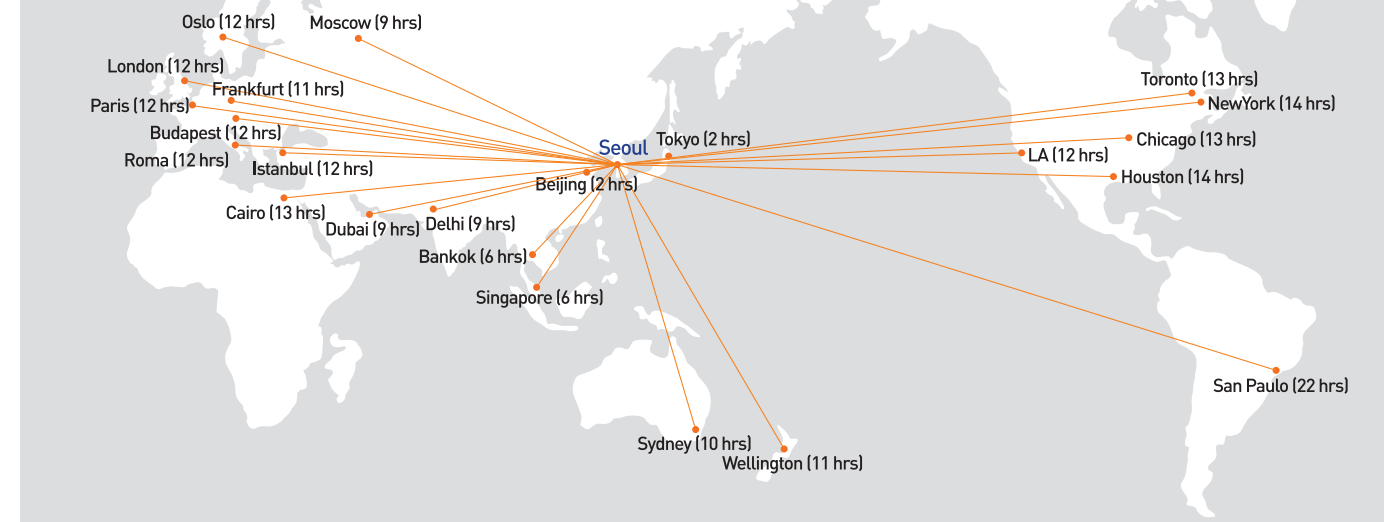 Oslo (12 hrs)
Moscow (9 hrs)
London (12 hrs)
Frankfurt (11 hrs)
Paris (12 hrs)
Budapest (12 hrs)
Roma (12 hrs)
Istanbul (12 hrs)
Cairo (13 hrs)
Dubai (9 hrs)
Delhi (9 hrs)
Bankok (6 hrs)
Singapore (6 hrs)
Seoul
Beijing (2 hrs)
Tokyo (2 hrs)
Toronto (13 hrs)
NewYork (14 hrs)
Chicago (13 hrs)
LA (12 hrs)
Houston (14 hrs)
San Paulo (22 hrs)
Sydney (10 hrs)
Wellington (11 hrs)